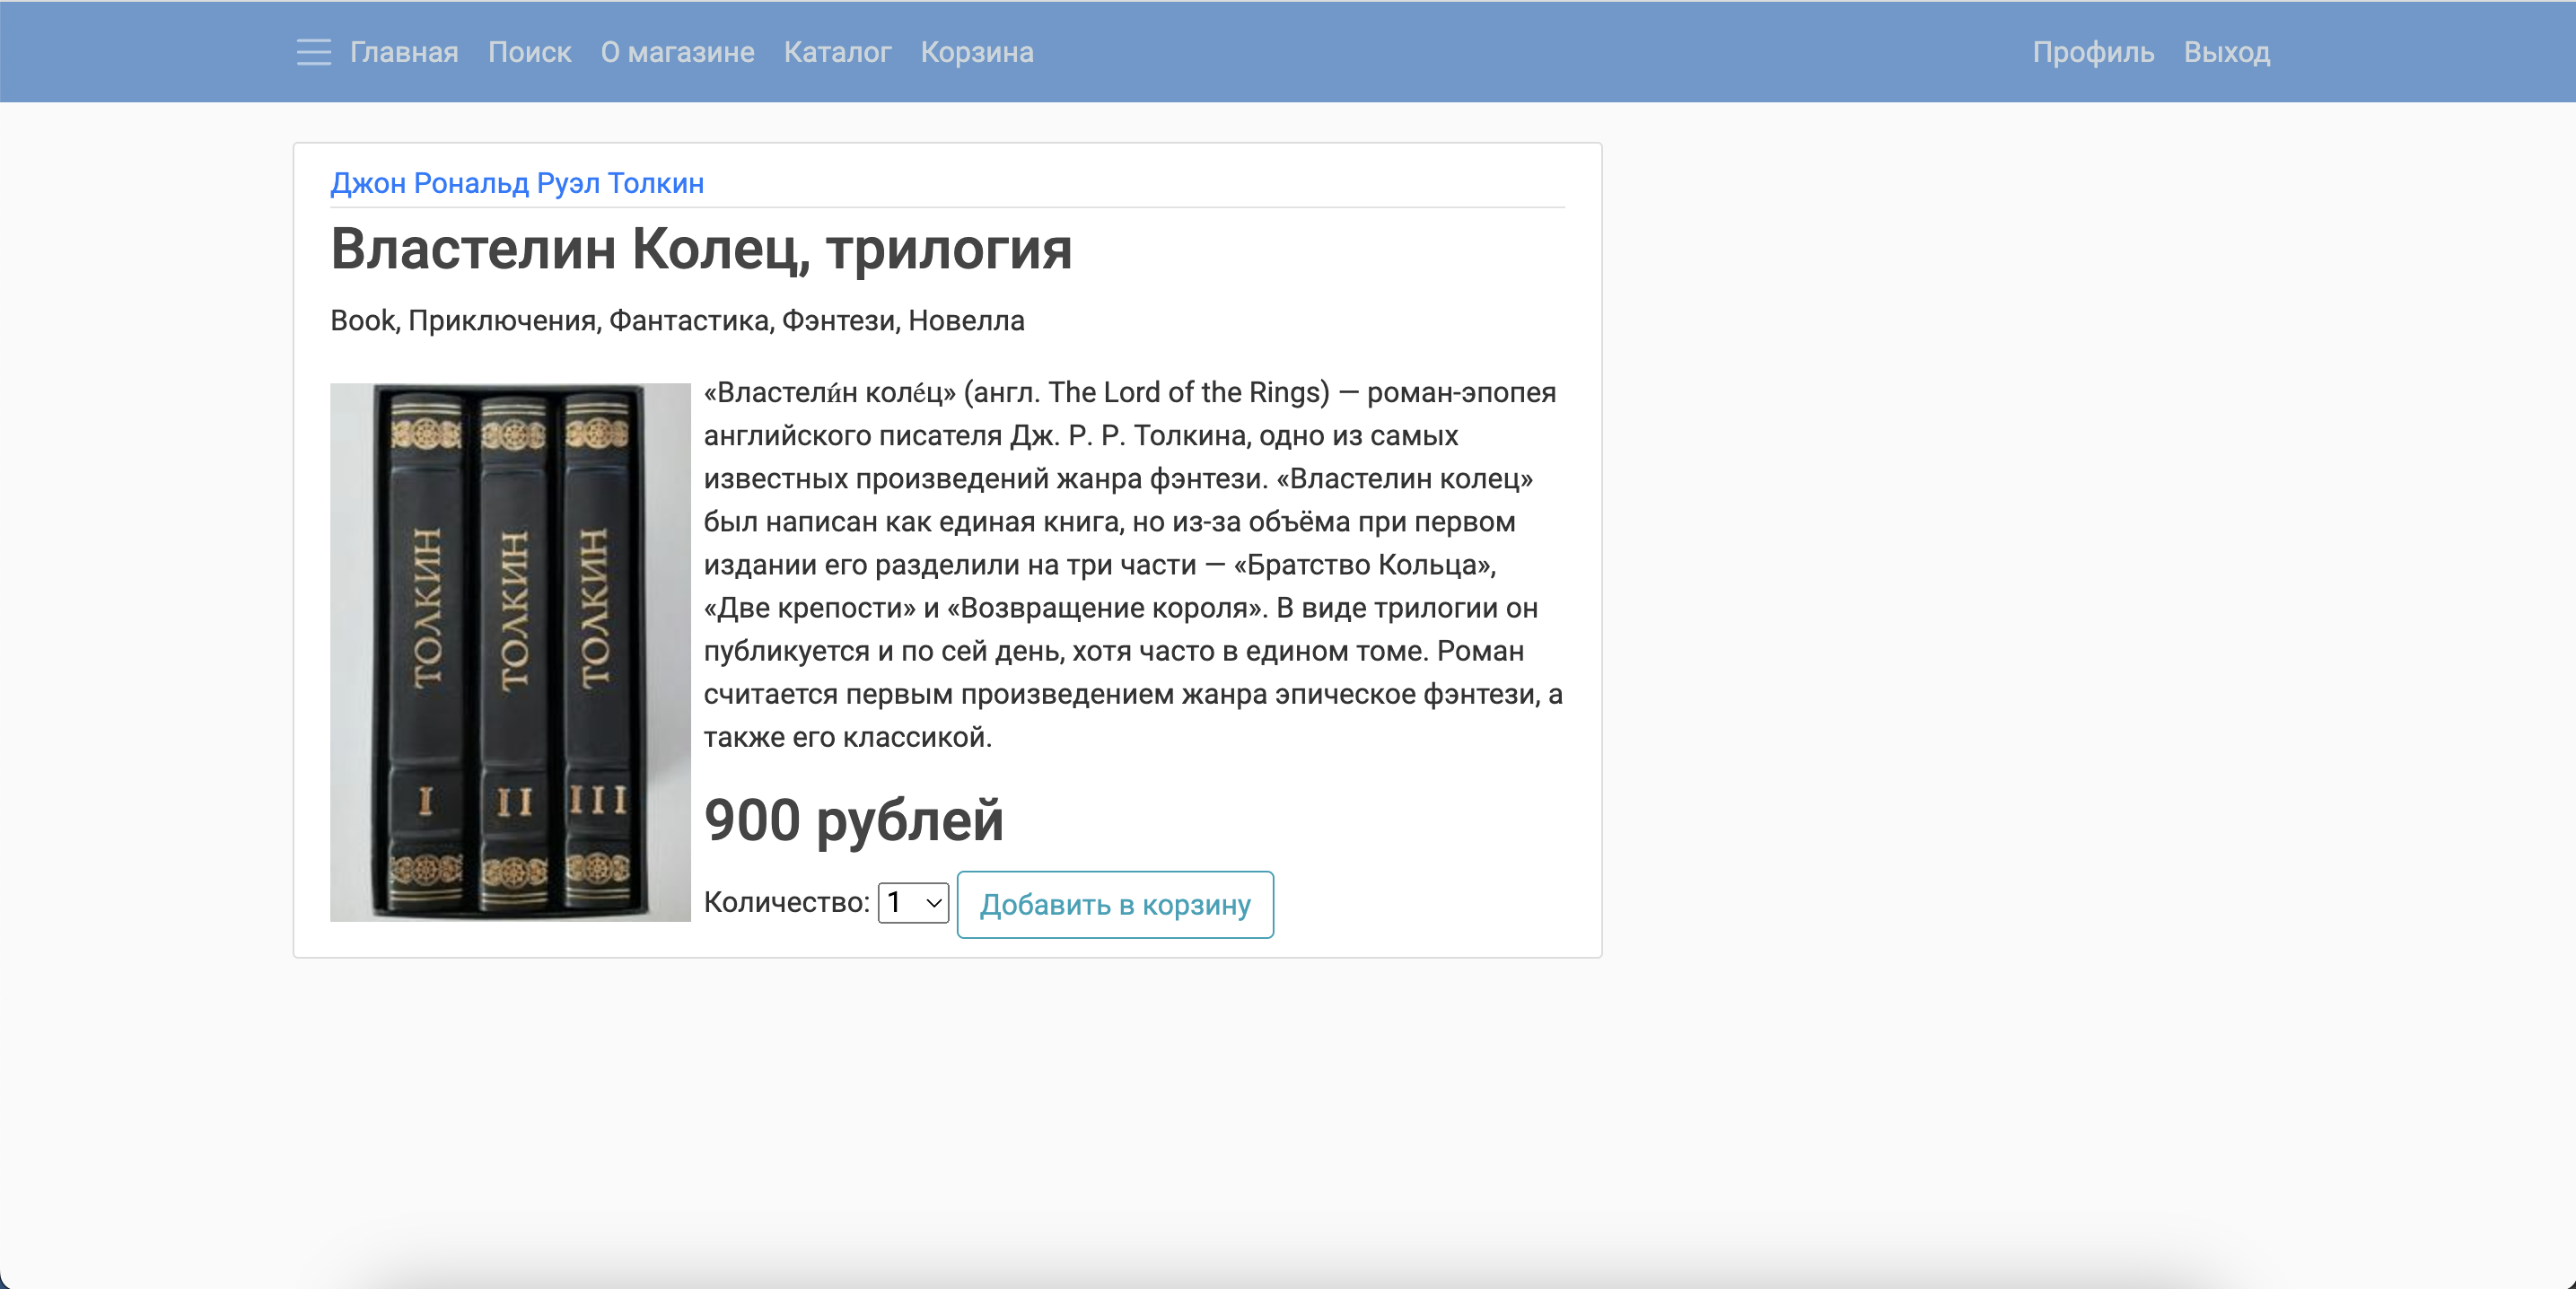 Главная Поиск О магазине Каталог Корзина Профиль Выход
Джон Рональд Руэл Толкин
Властелин Колец, трилогия
Book, Приключения, Фантастика, Фэнтези, Новелла
ТОЛКИН ТОЛКИН ТОЛКИН
I II III
«Властели́н коле́ц» (англ. The Lord of the Rings) — роман-эпопея
английского писателя Дж. Р. Р. Толкина, одно из самых
известных произведений жанра фэнтези. «Властелин колец»
был написан как единая книга, но из-за объёма при первом
издании его разделили на три части — «Братство Кольца»,
«Две крепости» и «Возвращение короля». В виде трилогии он
публикуется и по сей день, хотя часто в едином томе. Роман
считается первым произведением жанра эпическое фэнтези, а
также его классикой.
900 рублей
Количество: 1 Добавить в корзину